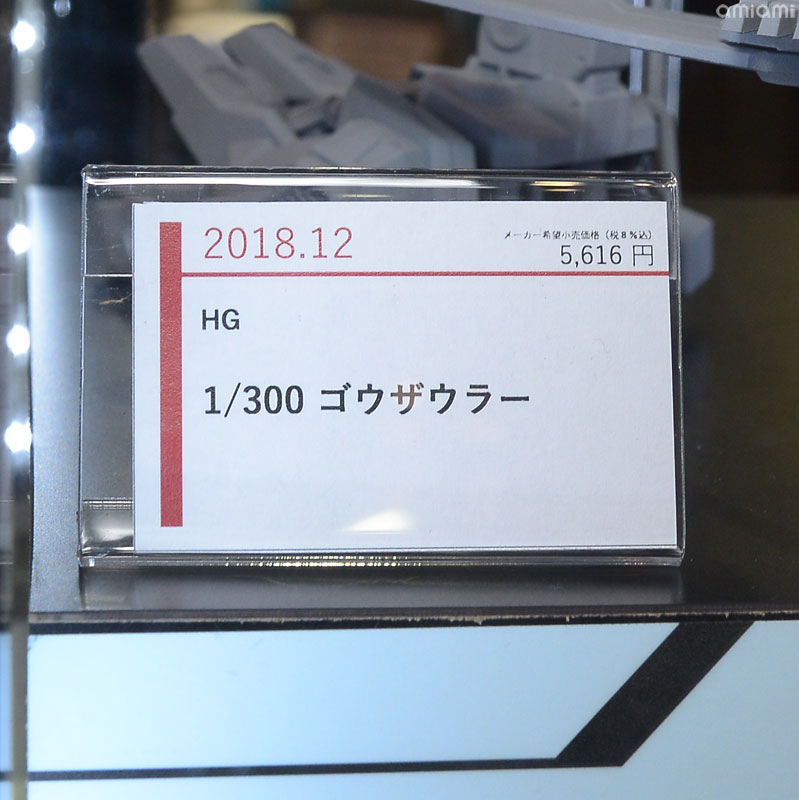 amiami
2018.12
メーカー希望小売価格（税8%込）
5,616 円
HG
1/300 ゴウザウラー